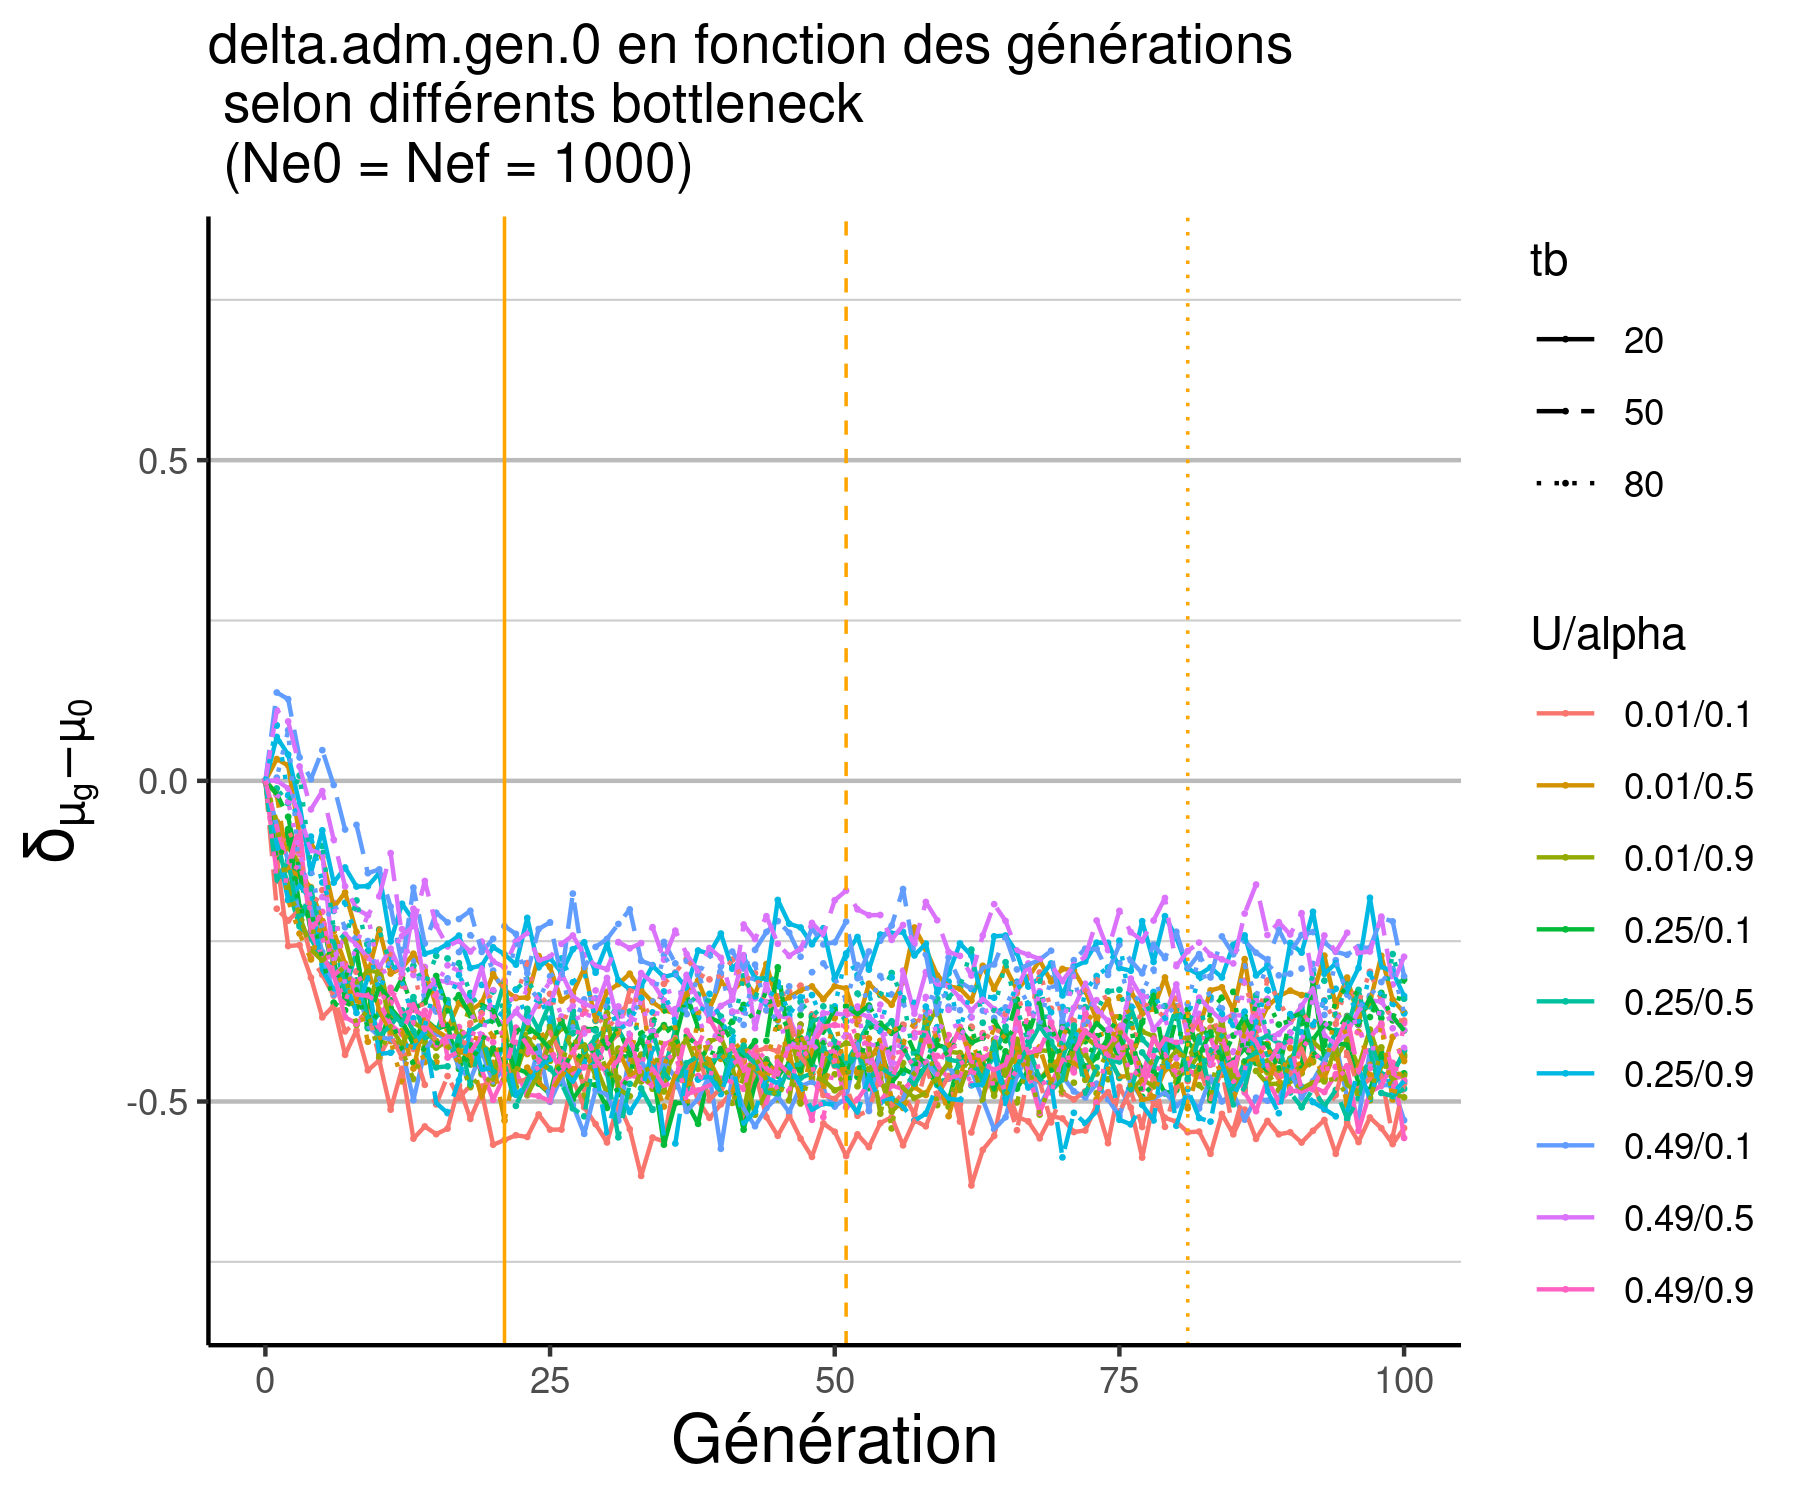 delta.adm.gen.0 en fonction des générations
selon différents bottleneck
(Ne0 = Nef = 1000)
δμg−μ0
0.5
0.0
-0.5
0
25
50
75
100
Génération
tb
20
50
80
U/alpha
0.01/0.1
0.01/0.5
0.01/0.9
0.25/0.1
0.25/0.5
0.25/0.9
0.49/0.1
0.49/0.5
0.49/0.9